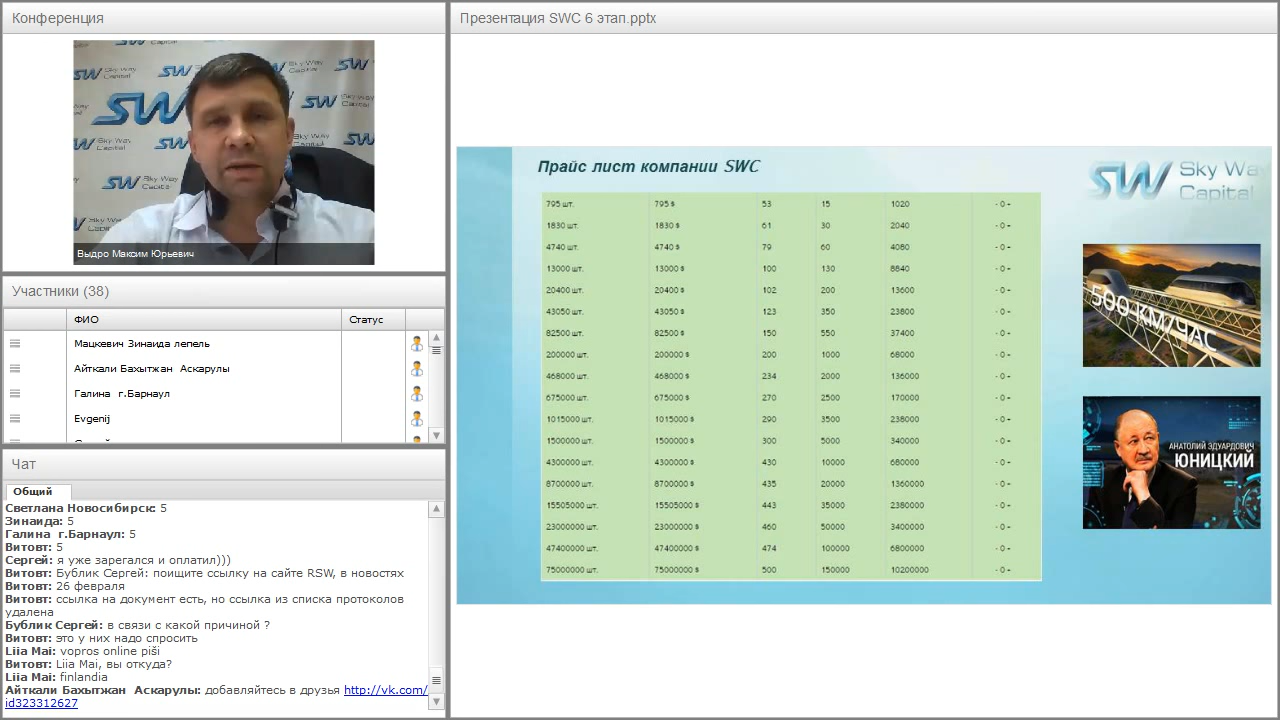 Конференция
SW Sky Way Capital
Выдро Максим Юрьевич
Участники (38)
ФИО Статус
Мацкевич Зинаида лепель
Айткали Бахытжан Аскарулы
Галина г.Барнаул
Evgenij
Чат
Общий
Светлана Новосибирск: 5
Зинаида: 5
Галина г.Барнаул: 5
Витовт: 5
Сергей: я уже зарегался и оплатил)))
Витовт: Бублик Сергей: поищите ссылку на сайте RSW, в новостях
Витовт: 26 февраля
Витовт: ссылка на документ есть, но ссылка из списка протоколов
удалена
Бублик Сергей: в связи с какой причиной ?
Витовт: это у них надо спросить
Liia Mai: vopros online piši
Витовт: Liia Mai, вы откуда?
Liia Mai: finlandia
Айткали Бахытжан Аскарулы: добавляйтесь в друзья http://vk.com/
id323312627
Презентация SWC 6 этап.pptx
Прайс лист компании SWC
795 шт. 795 $ 53 15 1020 - 0 +
1830 шт. 1830 $ 61 30 2040 - 0 +
4740 шт. 4740 $ 79 60 4080 - 0 +
13000 шт. 13000 $ 100 130 8840 - 0 +
20400 шт. 20400 $ 102 200 13600 - 0 +
43050 шт. 43050 $ 123 350 23800 - 0 +
82500 шт. 82500 $ 150 550 37400 - 0 +
200000 шт. 200000 $ 200 1000 68000 - 0 +
468000 шт. 468000 $ 234 2000 136000 - 0 +
675000 шт. 675000 $ 270 2500 170000 - 0 +
1015000 шт. 1015000 $ 290 3500 238000 - 0 +
1500000 шт. 1500000 $ 300 5000 340000 - 0 +
4300000 шт. 4300000 $ 430 10000 680000 - 0 +
8700000 шт. 8700000 $ 435 20000 1360000 - 0 +
15505000 шт. 15505000 $ 443 35000 2380000 - 0 +
23000000 шт. 23000000 $ 460 50000 3400000 - 0 +
47400000 шт. 47400000 $ 474 100000 6800000 - 0 +
75000000 шт. 75000000 $ 500 150000 10200000 - 0 +
SW Sky Wa
Capital
500 КМ/ЧАС
АНАТОЛИЙ ЭДУАРДОВИЧ
ЮНИЦКИЙ